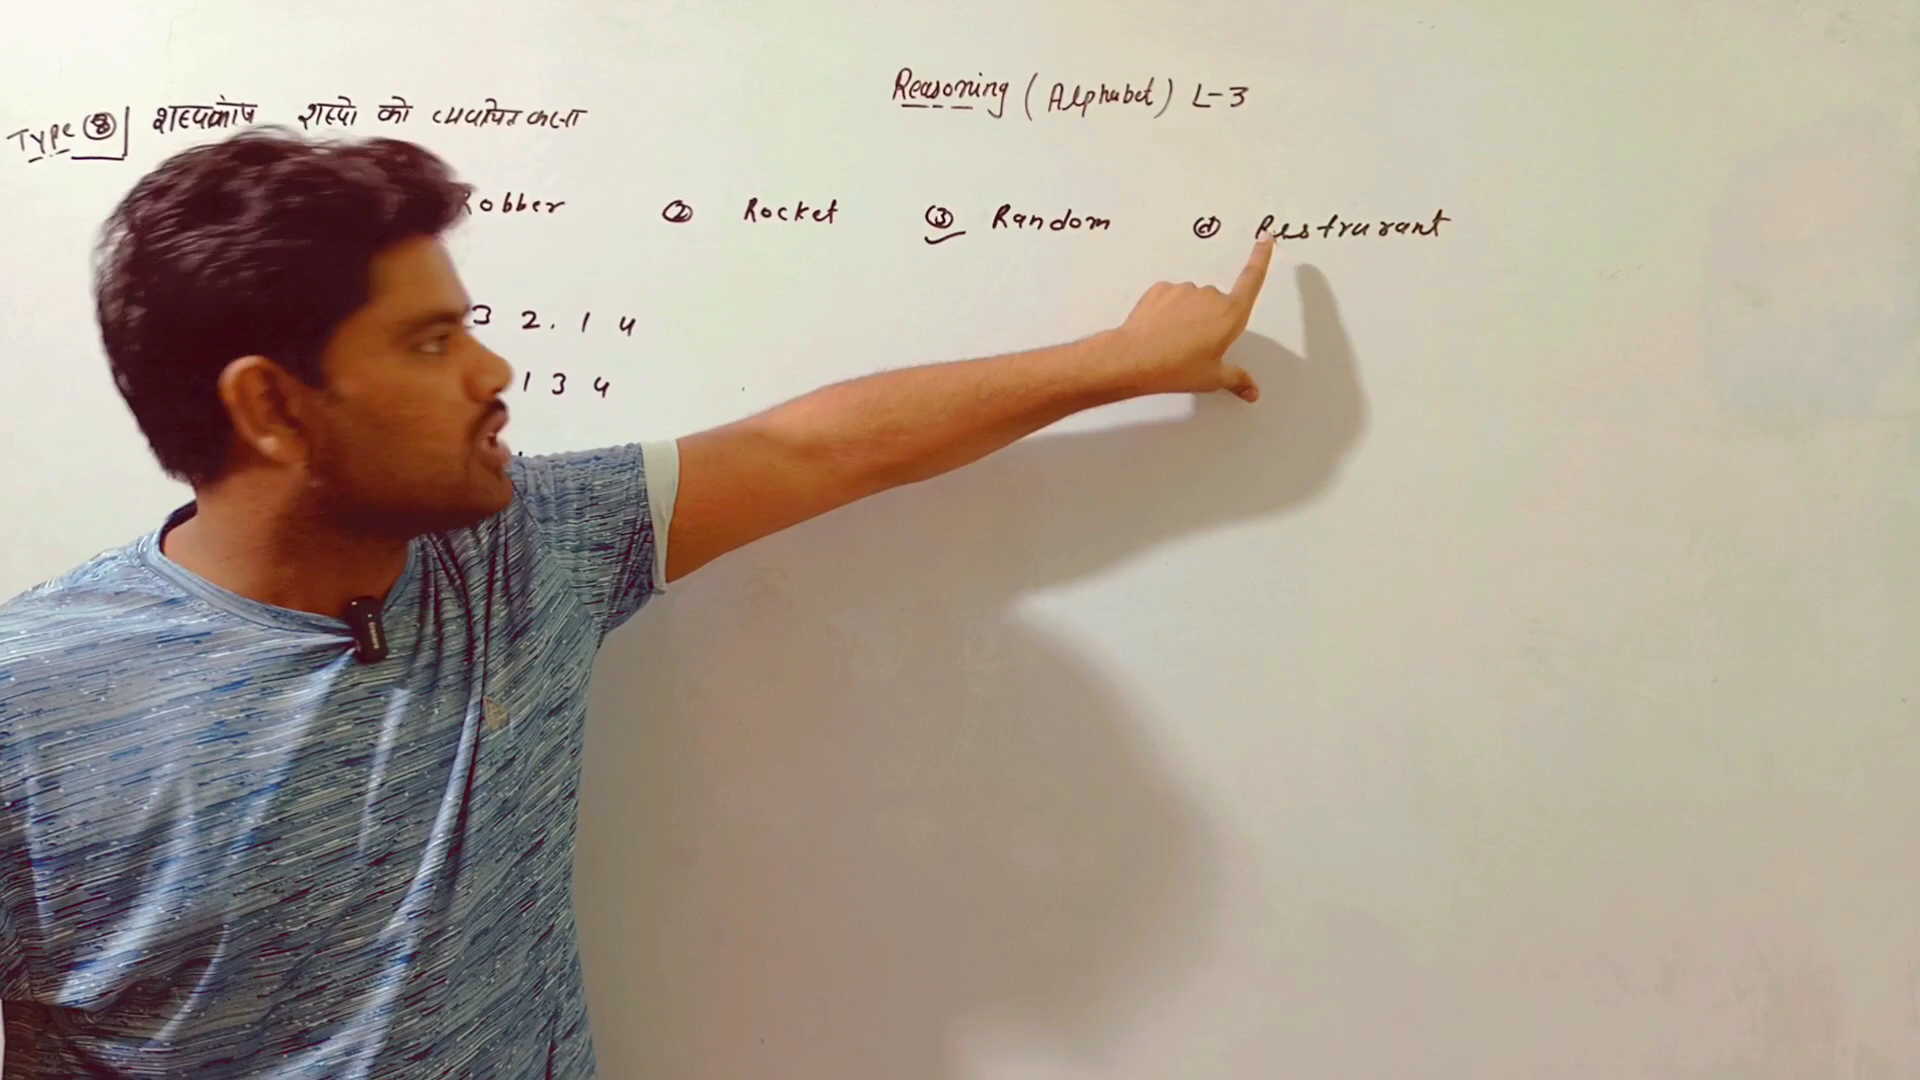 Reasoning (Alphabet) L-3
Type ⑧ शब्दकोष शब्दो को व्यवस्थित करना
Robber ② Rocket ③ Random ④ Restrurant
3 2. 1 4
1 3 4